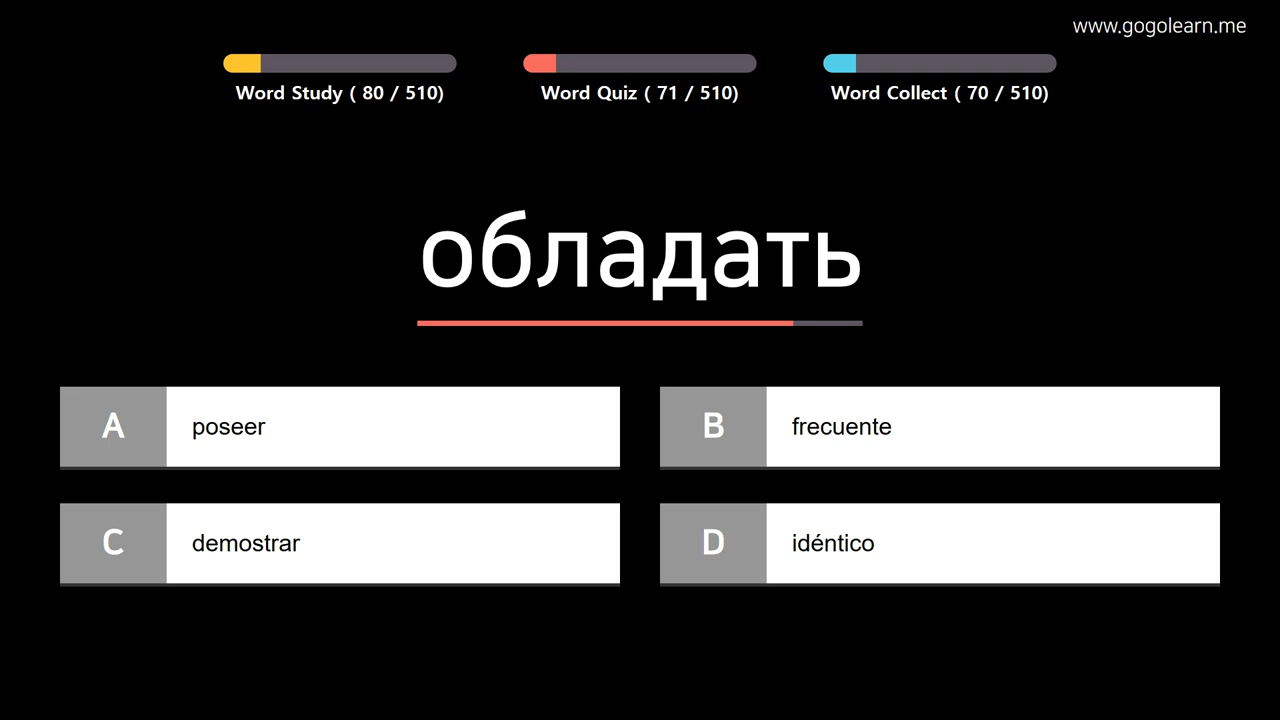 www.gogolearn.me
Word Study ( 80 / 510)
Word Quiz ( 71 / 510)
Word Collect ( 70 / 510)
обладать
A poseer
B frecuente
C demostrar
D idéntico